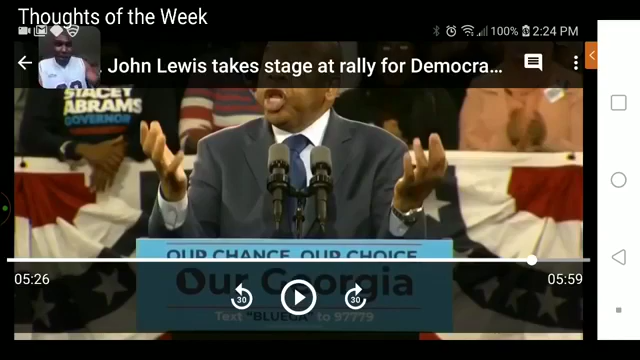 Thoughts of the Week
100% 2:24 PM
. John Lewis takes stage at rally for Democra...
STACEY
ABRAMS
GOVERNOR
OUR CHANCE. OUR CHOICE.
Our Georgia
05:26
05:59
30
30
Text "BLUEGA" to 97779